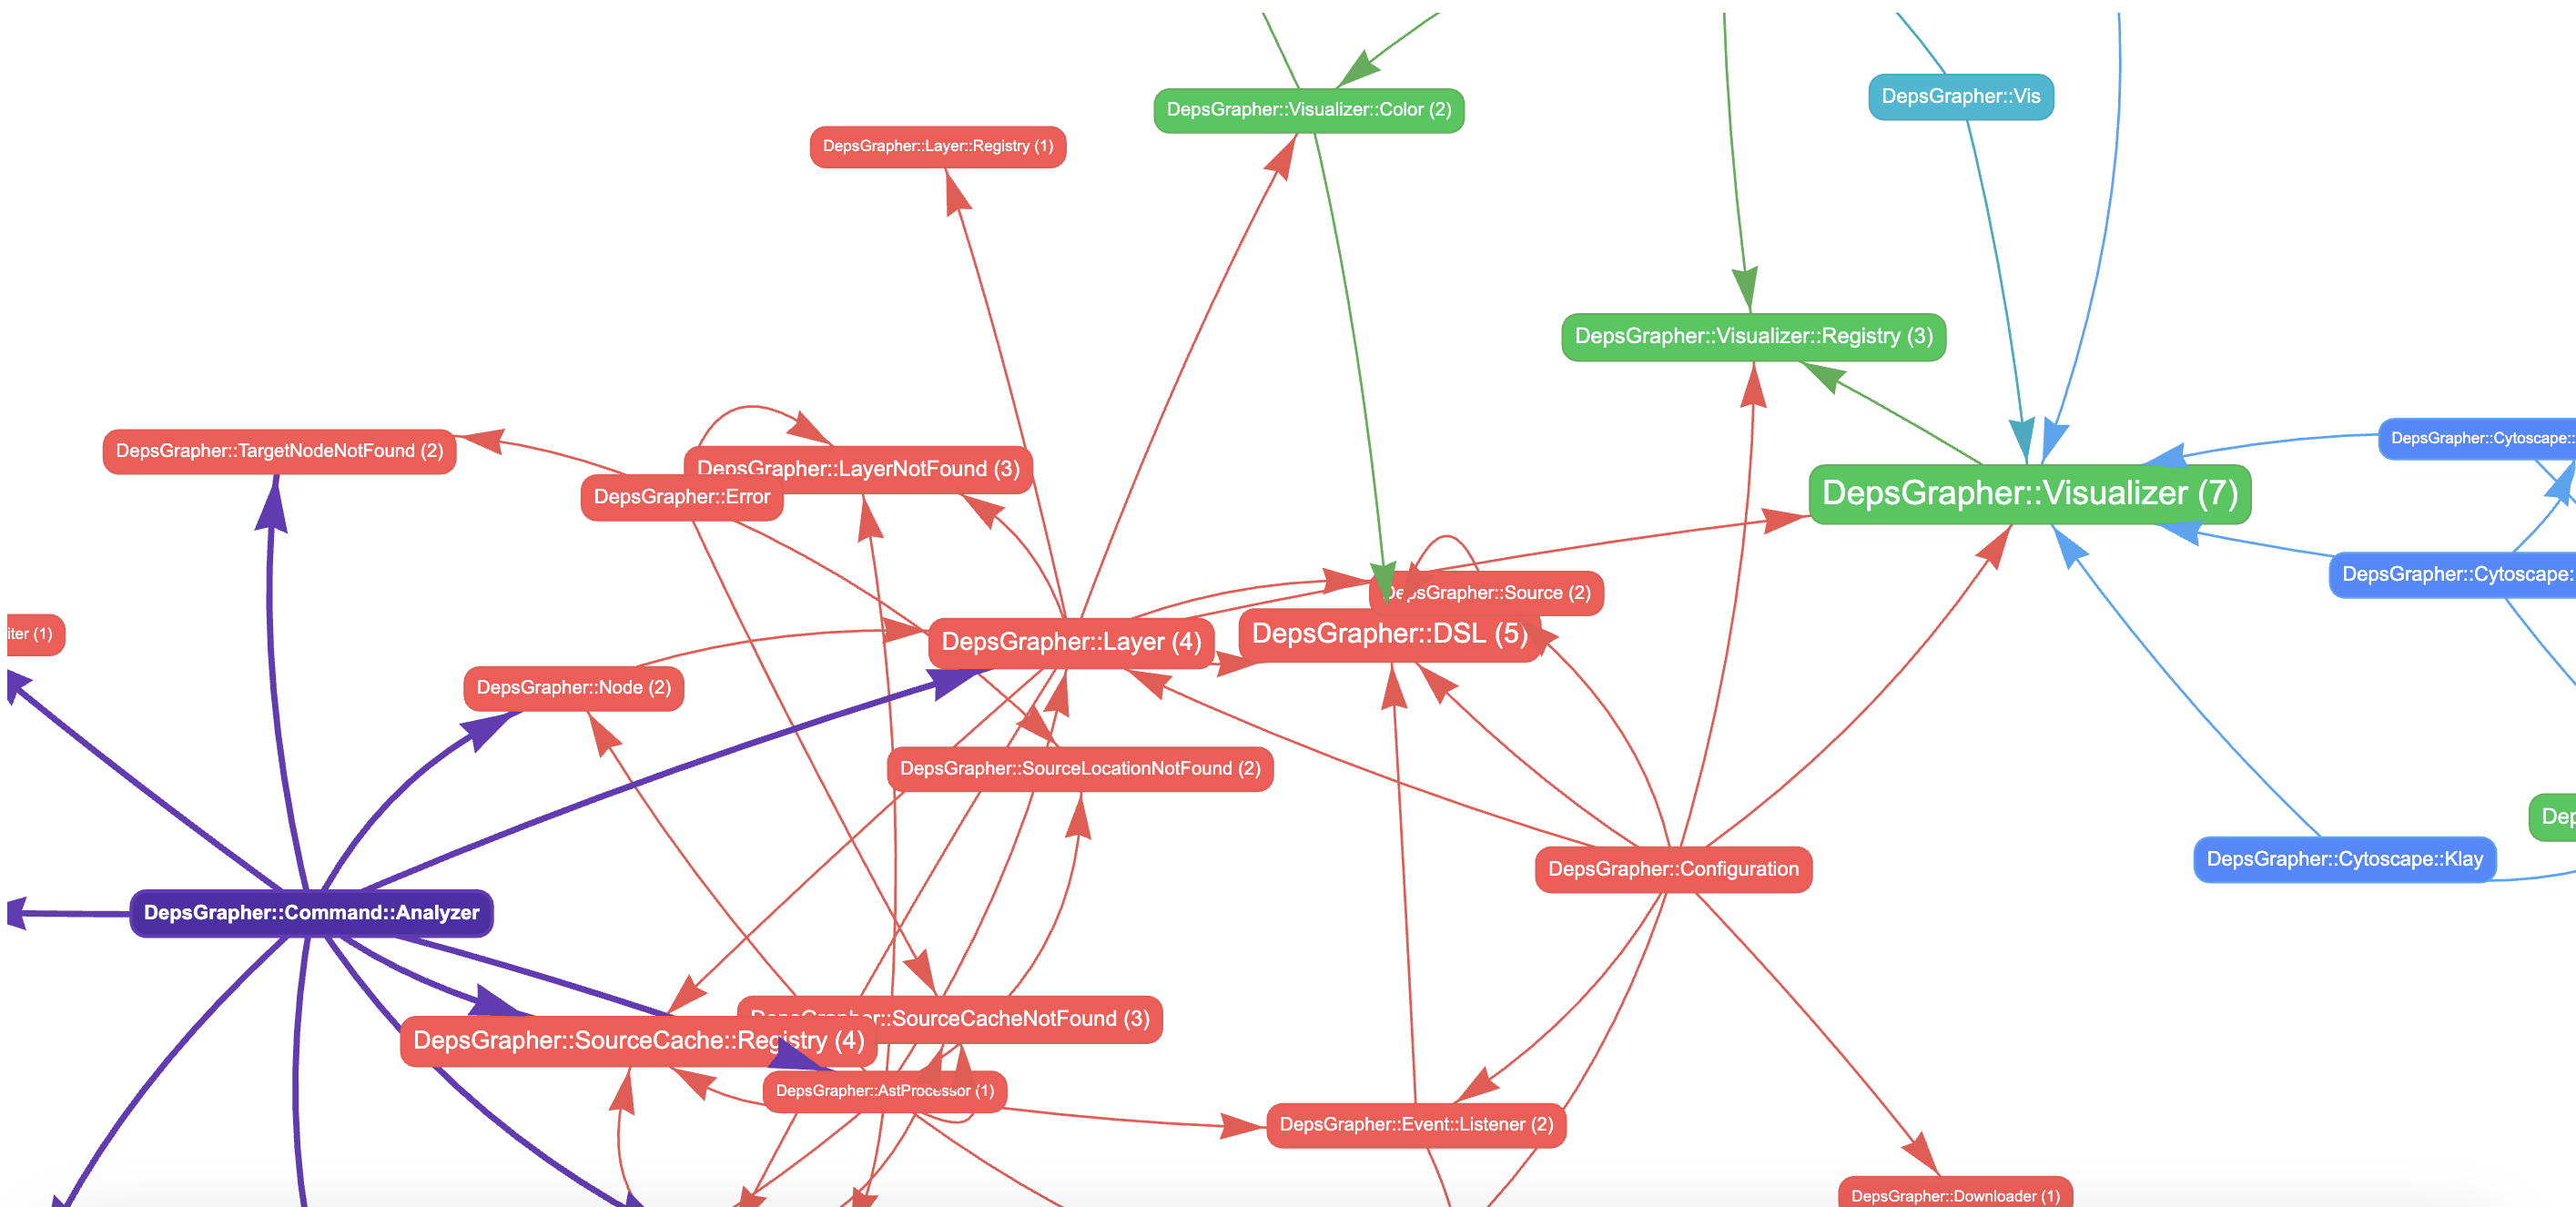 DepsGrapher::Vis
DepsGrapher::Visualizer::Color (2)
DepsGrapher::Layer::Registry (1)
DepsGrapher::Visualizer::Registry (3)
DepsGrapher::Cytoscape::
DepsGrapher::TargetNodeNotFound (2)
DepsGrapher::LayerNotFound (3)
DepsGrapher::Error
DepsGrapher::Visualizer (7)
DepsGrapher::Cytoscape::
DepsGrapher::Source (2)
iter (1)
DepsGrapher::Layer (4)
DepsGrapher::DSL (5)
DepsGrapher::Node (2)
DepsGrapher::SourceLocationNotFound (2)
Dep
DepsGrapher::Cytoscape::Klay
DepsGrapher::Configuration
DepsGrapher::Command::Analyzer
DepsGrapher::SourceCacheNotFound (3)
DepsGrapher::SourceCache::Registry (4)
DepsGrapher::AstProcessor (1)
DepsGrapher::Event::Listener (2)
DepsGrapher::Downloader (1)